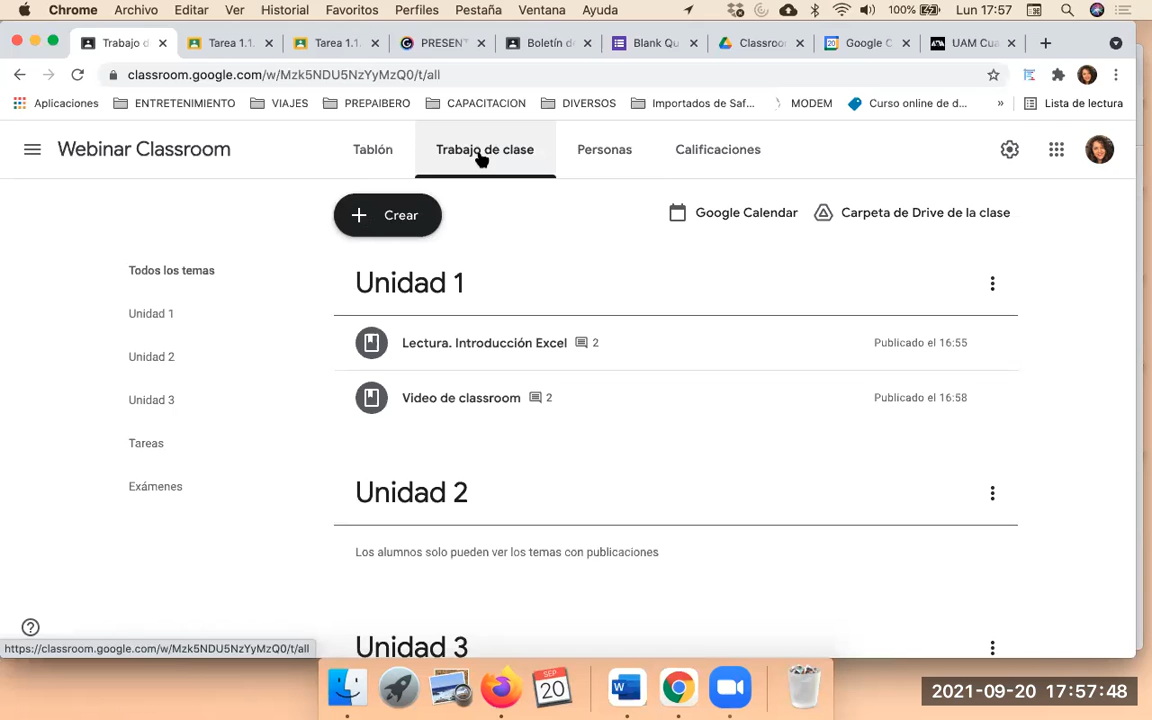 Chrome Archivo Editar Ver Historial Favoritos Perfiles Pestaña Ventana Ayuda 100% Lun 17:57
Trabajo d Tarea 1.1. Tarea 1.1. PRESEN Boletín d Blank Qu Classroo Google C UAM Cua
classroom.google.com/w/Mzk5NDU5NzYyMzQ0/t/all
Aplicaciones ENTRETENIMIENTO VIAJES PREPAIBERO CAPACITACION DIVERSOS Importados de Saf... MODEM Curso online de d... » Lista de lectura
Webinar Classroom Tablón Trabajo de clase Personas Calificaciones
Crear Google Calendar Carpeta de Drive de la clase
Todos los temas
Unidad 1
Unidad 2
Unidad 3
Tareas
Exámenes
Unidad 1
Lectura. Introducción Excel 2 Publicado el 16:55
Video de classroom 2 Publicado el 16:58
Unidad 2
Los alumnos solo pueden ver los temas con publicaciones
Unidad 3
https://classroom.google.com/w/Mzk5NDU5NzYyMzQ0/t/all
SEP
20
2021-09-20 17:57:48